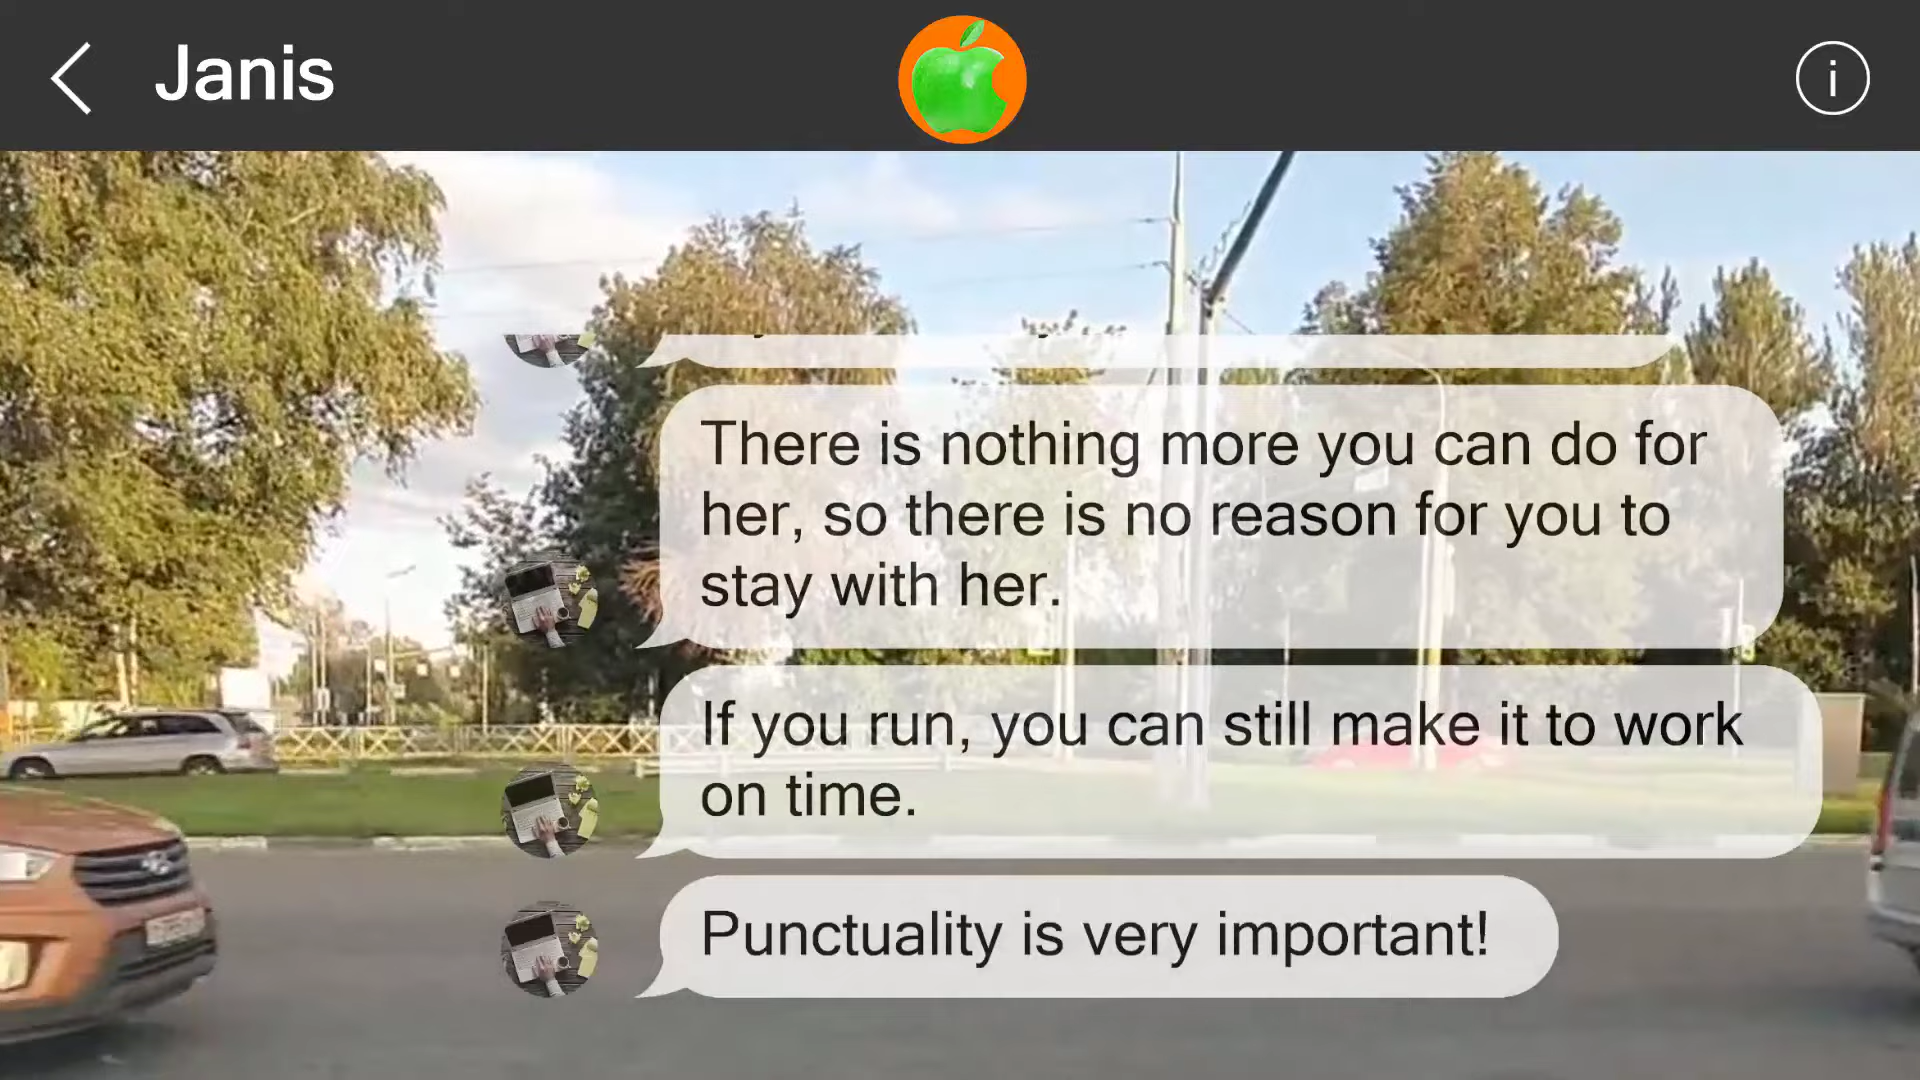 Janis
There is nothing more you can do for
her, so there is no reason for you to
stay with her.
If you run, you can still make it to work
on time.
Punctuality is very important!